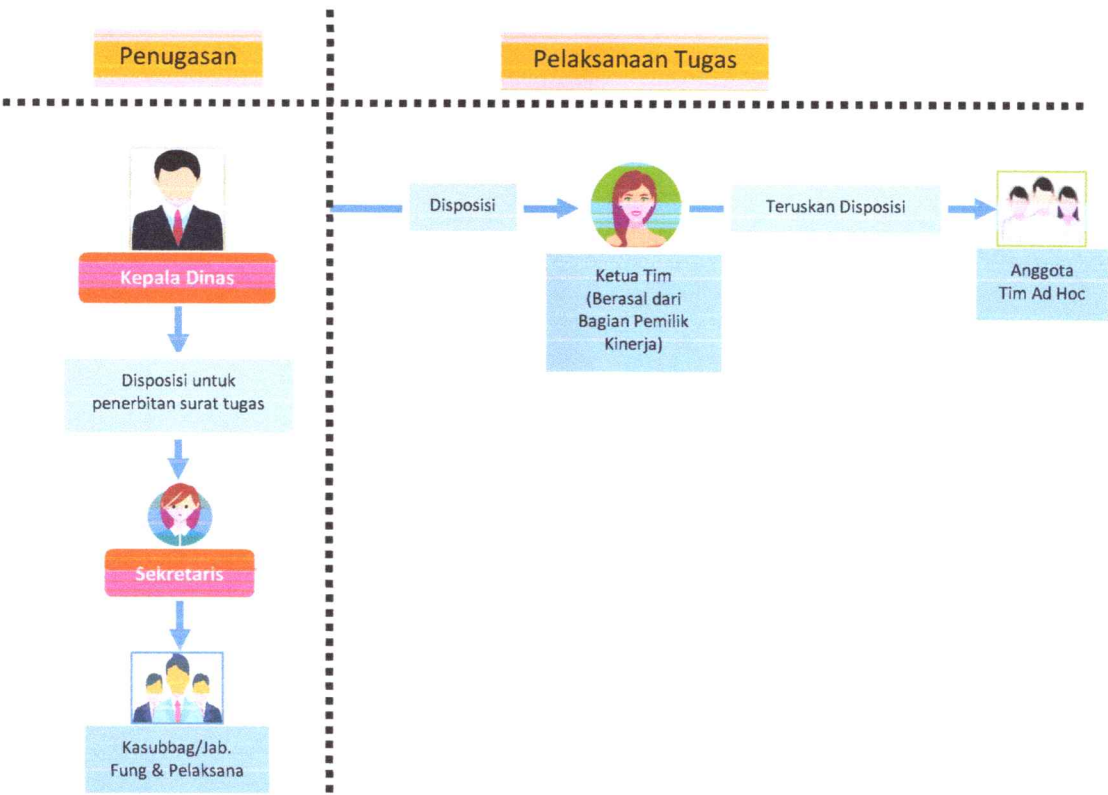 Penugasan
Pelaksanaan Tugas
Kepala Dinas
Disposisi untuk
penerbitan surat tugas
Sekretaris
Kasubbag/Jab.
Fung & Pelaksana
Disposisi
Ketua Tim
(Berasal dari
Bagian Pemilik
Kinerja)
Teruskan Disposisi
Anggota
Tim Ad Hoc